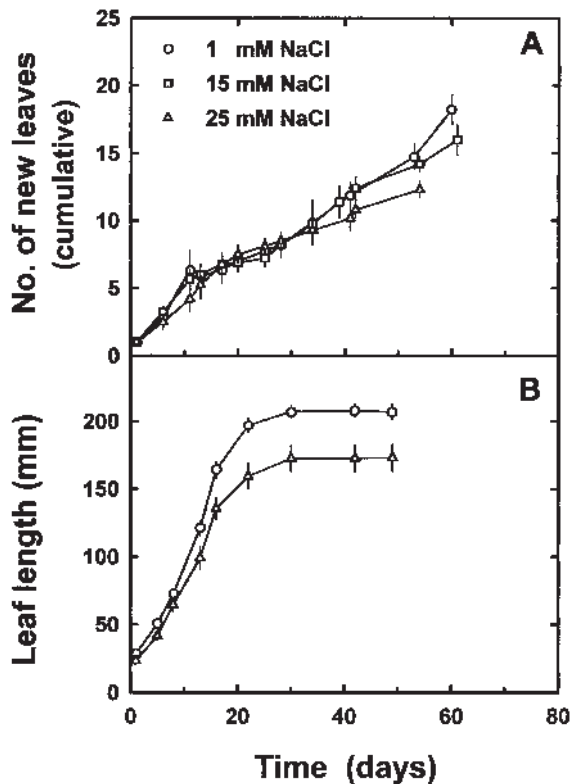 A
1 mM NaCl
15 mM NaCl
25 mM NaCl
No. of new leaves
(cumulative)
25
20
15
10
5
0
B
Leaf length (mm)
200
150
100
50
0
0 20 40 60 80
Time (days)